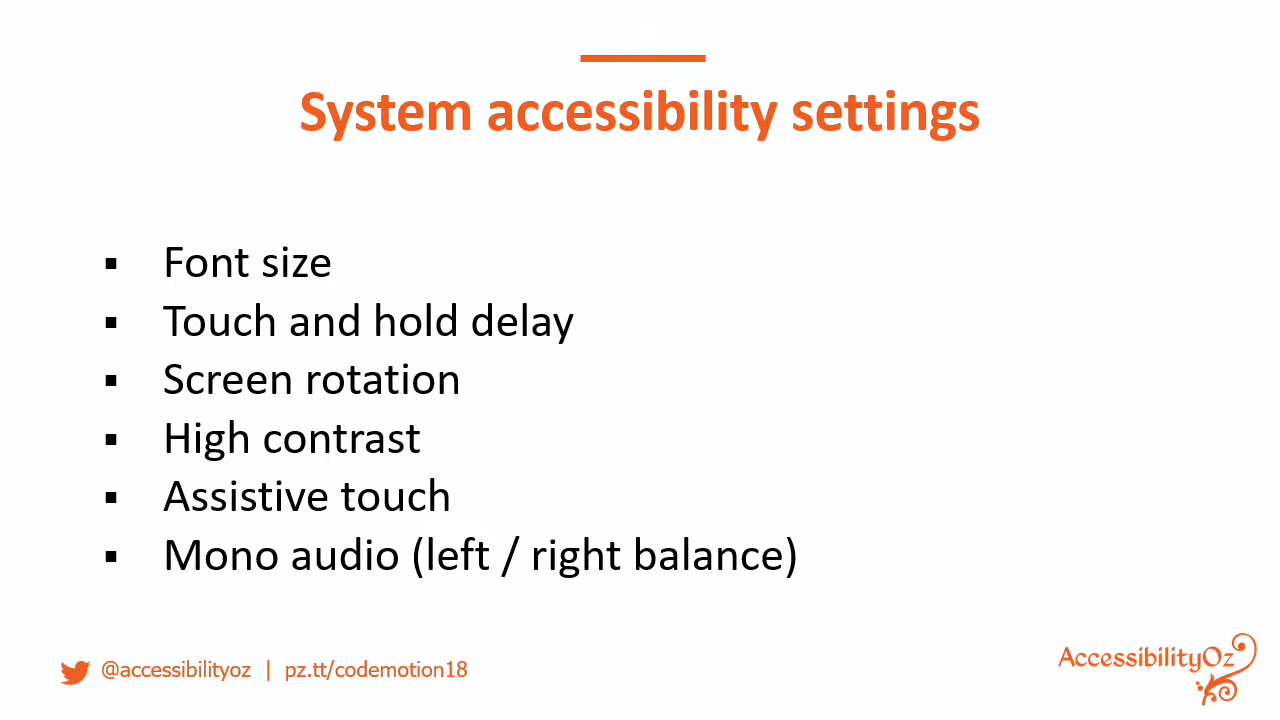 System accessibility settings
▪ Font size
▪ Touch and hold delay
▪ Screen rotation
▪ High contrast
▪ Assistive touch
▪ Mono audio (left / right balance)
@accessibilityoz | pz.tt/codemotion18
AccessibilityOz